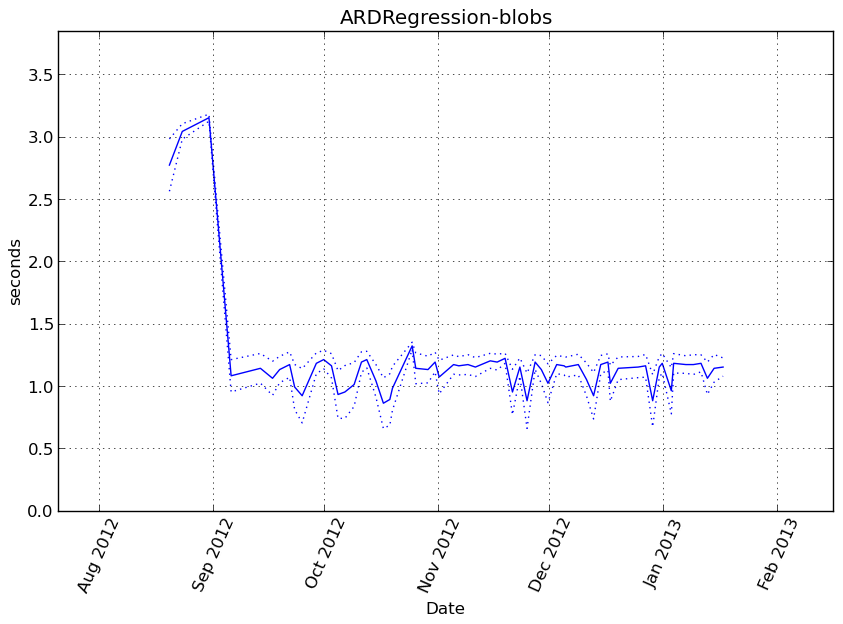 ARDRegression-blobs
3.5
3.0
2.5
2.0
1.5
1.0
0.5
0.0
seconds
Aug 2012
Sep 2012
Oct 2012
Nov 2012
Dec 2012
Jan 2013
Feb 2013
Date